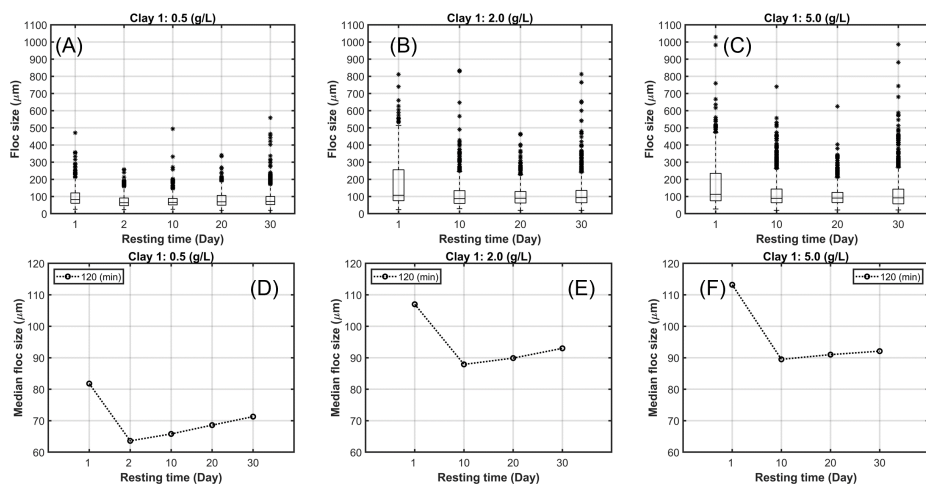 Clay 1: 0.5 (g/L)
(A)
Floc size (μm)
1100
1000
900
800
700
600
500
400
300
200
100
0
1 2 10 20 30
Resting time (Day)
Clay 1: 2.0 (g/L)
(B)
Floc size (μm)
1100
1000
900
800
700
600
500
400
300
200
100
0
1 10 20 30
Resting time (Day)
Clay 1: 5.0 (g/L)
(C)
Floc size (μm)
1100
1000
900
800
700
600
500
400
300
200
100
0
1 10 20 30
Resting time (Day)
Clay 1: 0.5 (g/L)
120 (min)
(D)
Median floc size (μm)
120
110
100
90
80
70
60
1 2 10 20 30
Resting time (Day)
Clay 1: 2.0 (g/L)
120 (min)
(E)
Median floc size (μm)
120
110
100
90
80
70
60
1 10 20 30
Resting time (Day)
Clay 1: 5.0 (g/L)
120 (min)
(F)
Median floc size (μm)
120
110
100
90
80
70
60
1 10 20 30
Resting time (Day)